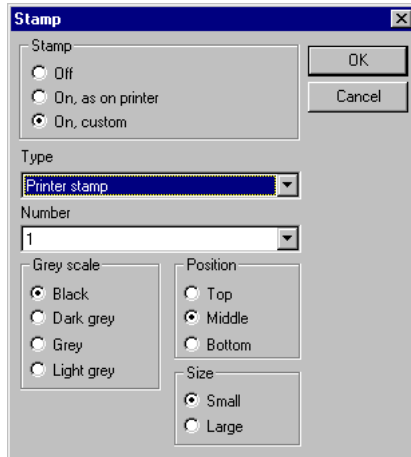 Stamp
Stamp
Off
On, as on printer
On, custom
OK
Cancel
Type
Printer stamp
Number
1
Grey scale
Black
Dark grey
Grey
Light grey
Position
Top
Middle
Bottom
Size
Small
Large